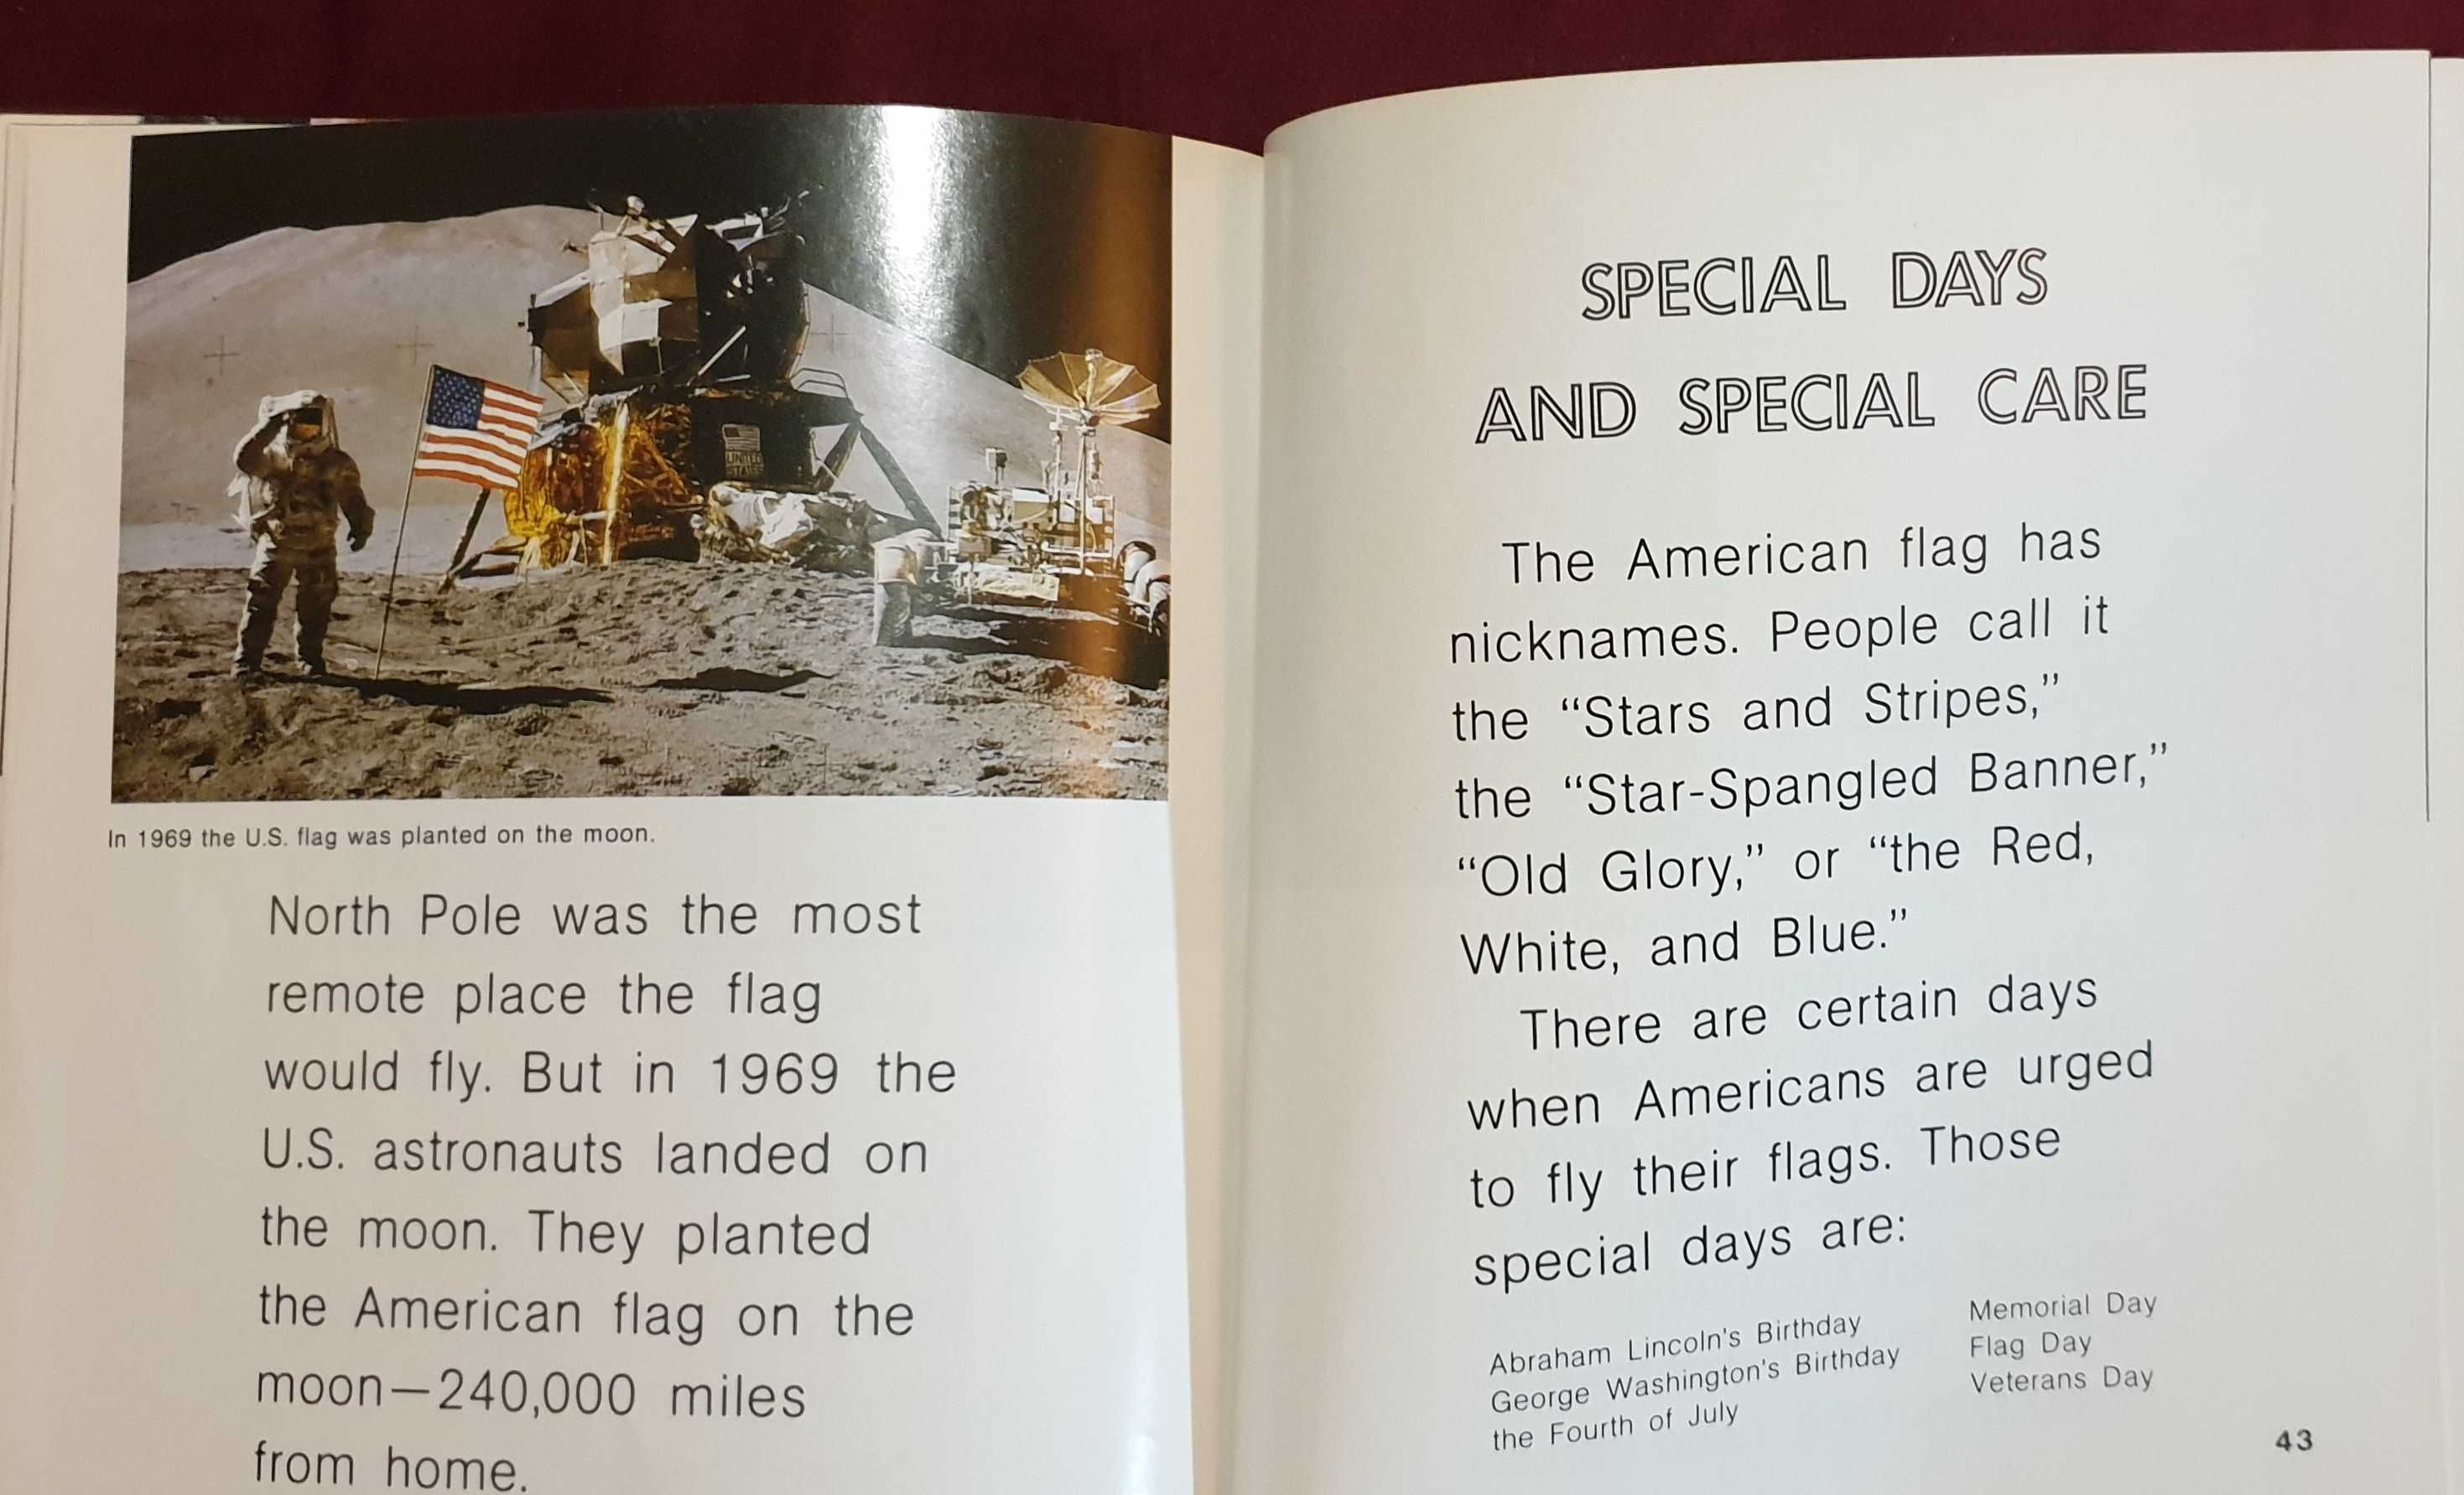 UNITED
STATES
In 1969 the U.S. flag was planted on the moon.
North Pole was the most
remote place the flag
would fly. But in 1969 the
U.S. astronauts landed on
the moon. They planted
the American flag on the
moon—240,000 miles
from home.
SPECIAL DAYS
AND SPECIAL CARE
The American flag has
nicknames. People call it
the “Stars and Stripes,”
the “Star-Spangled Banner,”
“Old Glory,” or “the Red,
White, and Blue.”
There are certain days
when Americans are urged
to fly their flags. Those
special days are:
Abraham Lincoln's Birthday
George Washington's Birthday
the Fourth of July
Memorial Day
Flag Day
Veterans Day
43